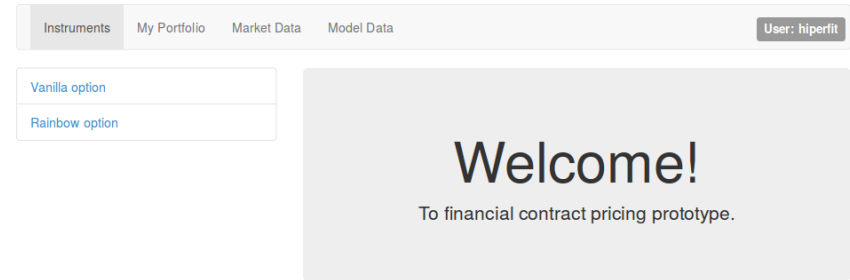 Instruments My Portfolio Market Data Model Data User: hiperfit
Vanilla option
Rainbow option
Welcome!
To financial contract pricing prototype.